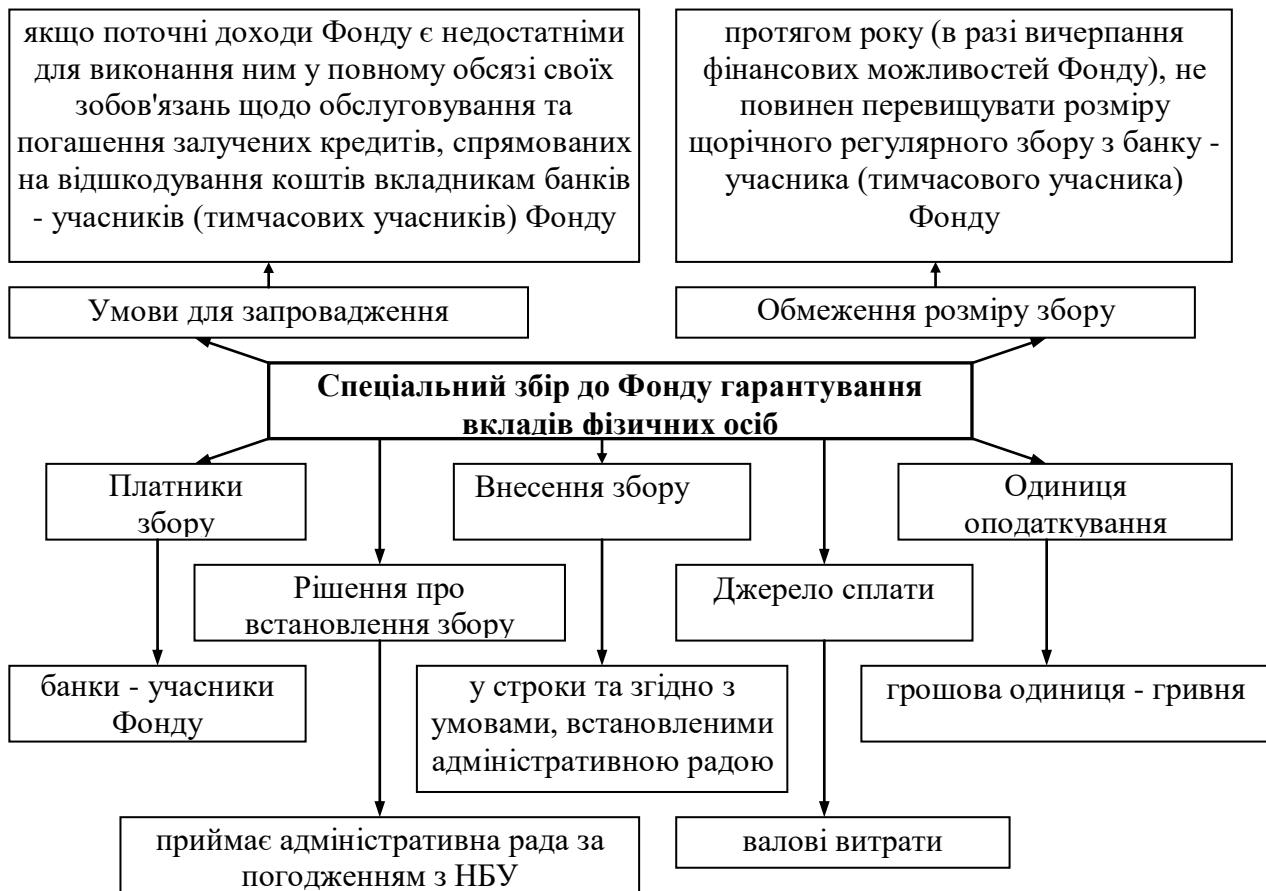 якщо поточні доходи Фонду є недостатніми
для виконання ним у повному обсязі своїх
зобов'язань щодо обслуговування та
погашення залучених кредитів, спрямованих
на відшкодування коштів вкладникам банків
- учасників (тимчасових учасників) Фонду
протягом року (в разі вичерпання
фінансових можливостей Фонду), не
повинен перевищувати розміру
щорічного регулярного збору з банку -
учасника (тимчасового учасника)
Фонду
Умови для запровадження
Обмеження розміру збору
Спеціальний збір до Фонду гарантування
вкладів фізичних осіб
Платники
збору
Внесення збору
Одиниця
оподаткування
Рішення про
встановлення збору
Джерело сплати
банки - учасники
Фонду
у строки та згідно з
умовами, встановленими
адміністративною радою
грошова одиниця - гривня
приймає адміністративна рада за
погодженням з НБУ
валові витрати